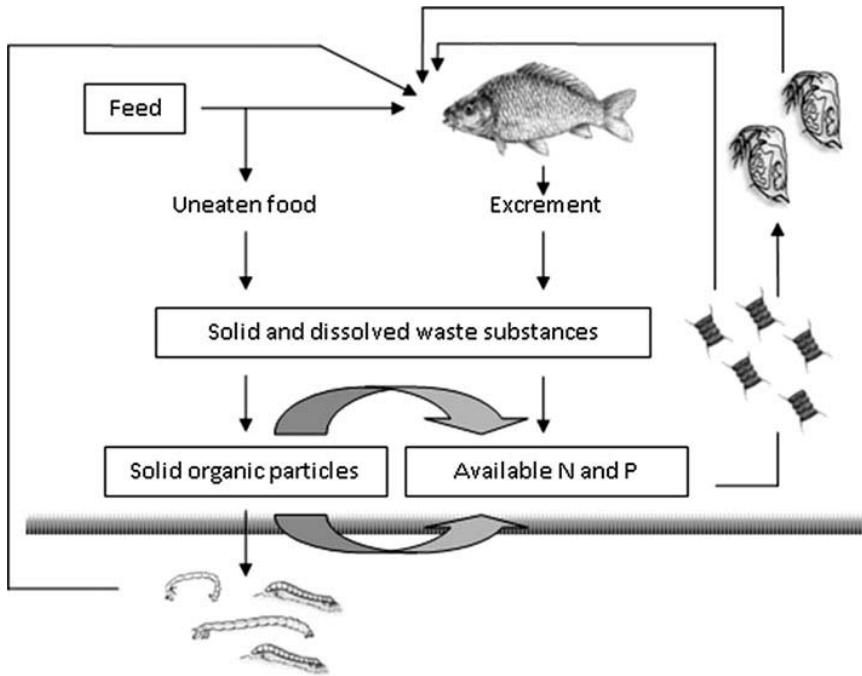 Feed
Uneaten food
Excrement
Solid and dissolved waste substances
Solid organic particles
Available N and P